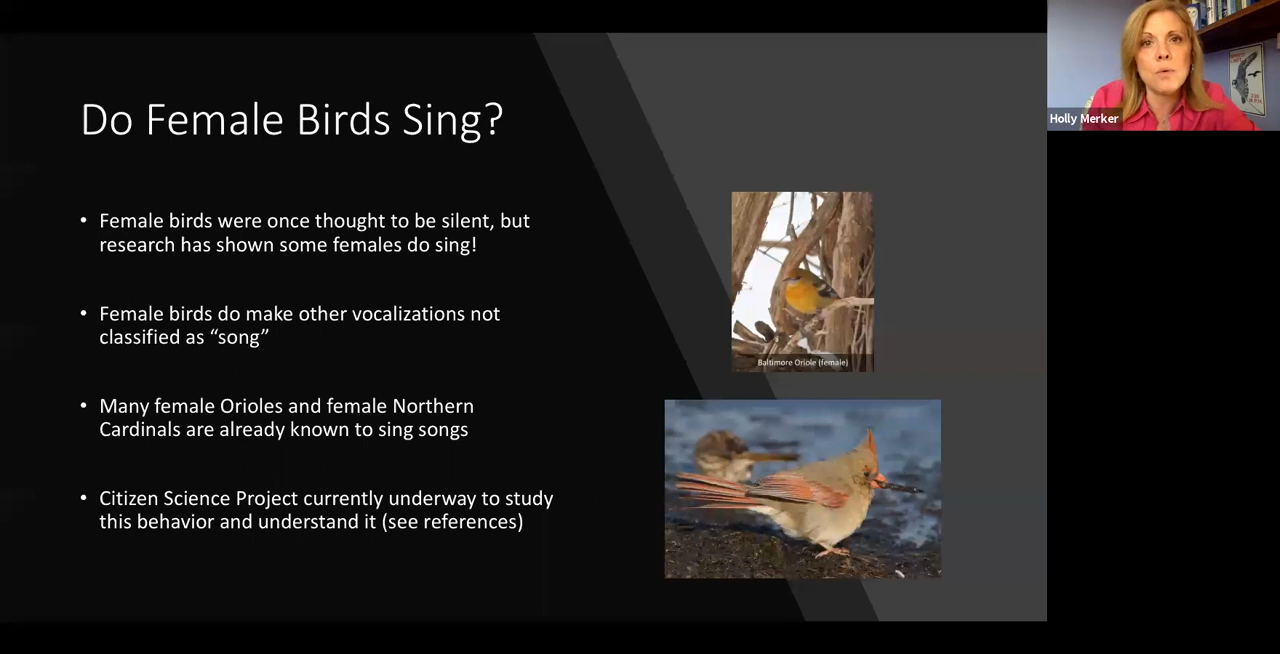 Do Female Birds Sing?
• Female birds were once thought to be silent, but
research has shown some females do sing!
• Female birds do make other vocalizations not
classified as “song”
• Many female Orioles and female Northern
Cardinals are already known to sing songs
• Citizen Science Project currently underway to study
this behavior and understand it (see references)
Baltimore Oriole (female)
Holly Merker